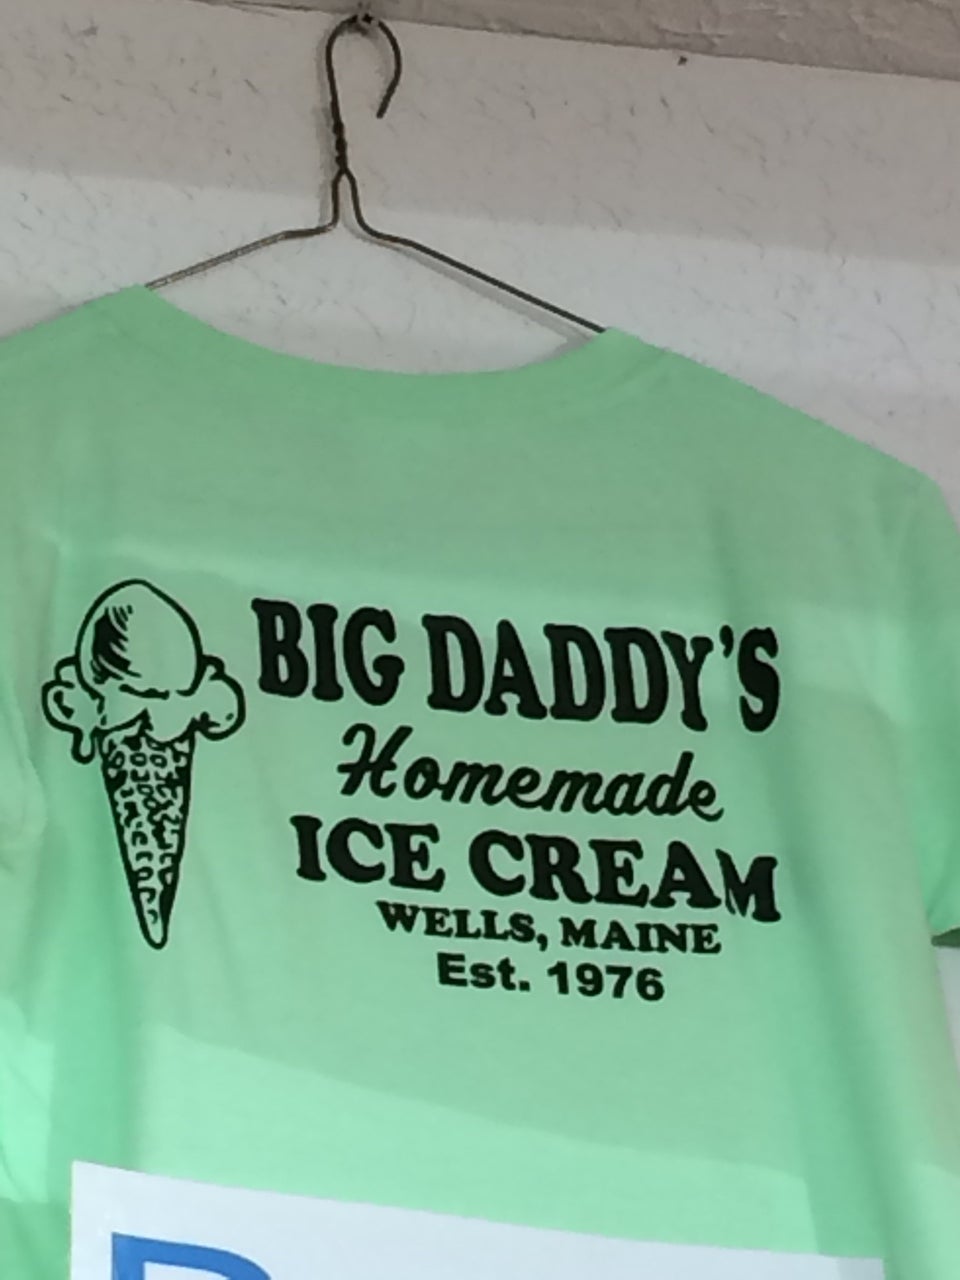 BIG DADDY'S
Homemade
ICE CREAM
WELLS, MAINE
Est. 1976